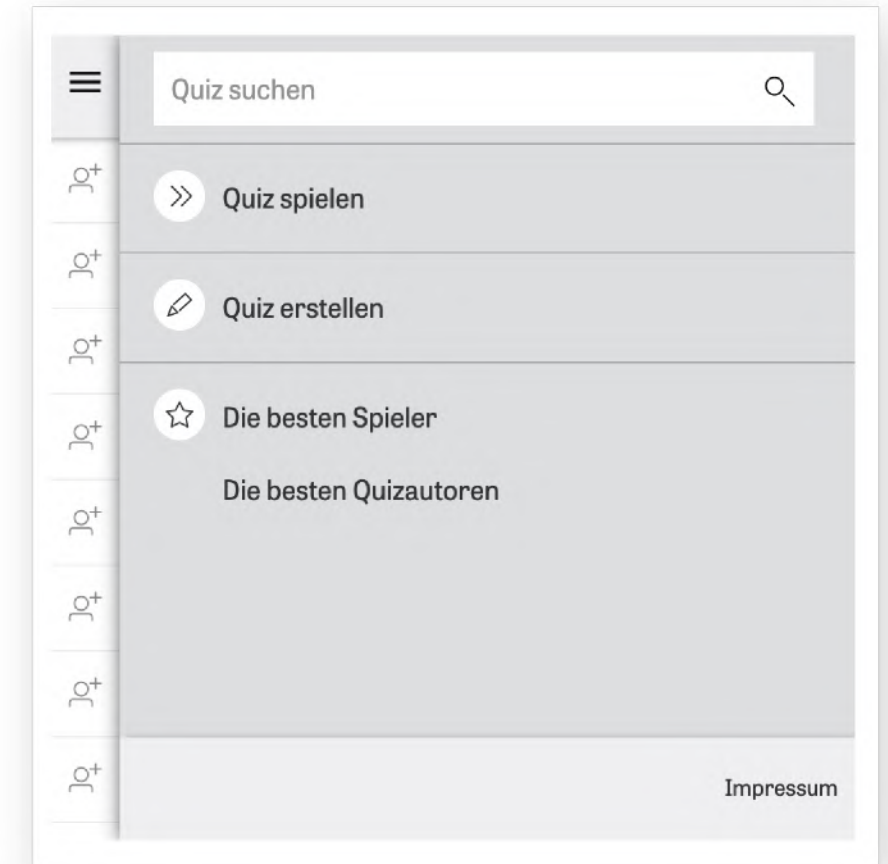 Quiz suchen
Quiz spielen
Quiz erstellen
Die besten Spieler
Die besten Quizautoren
Impressum